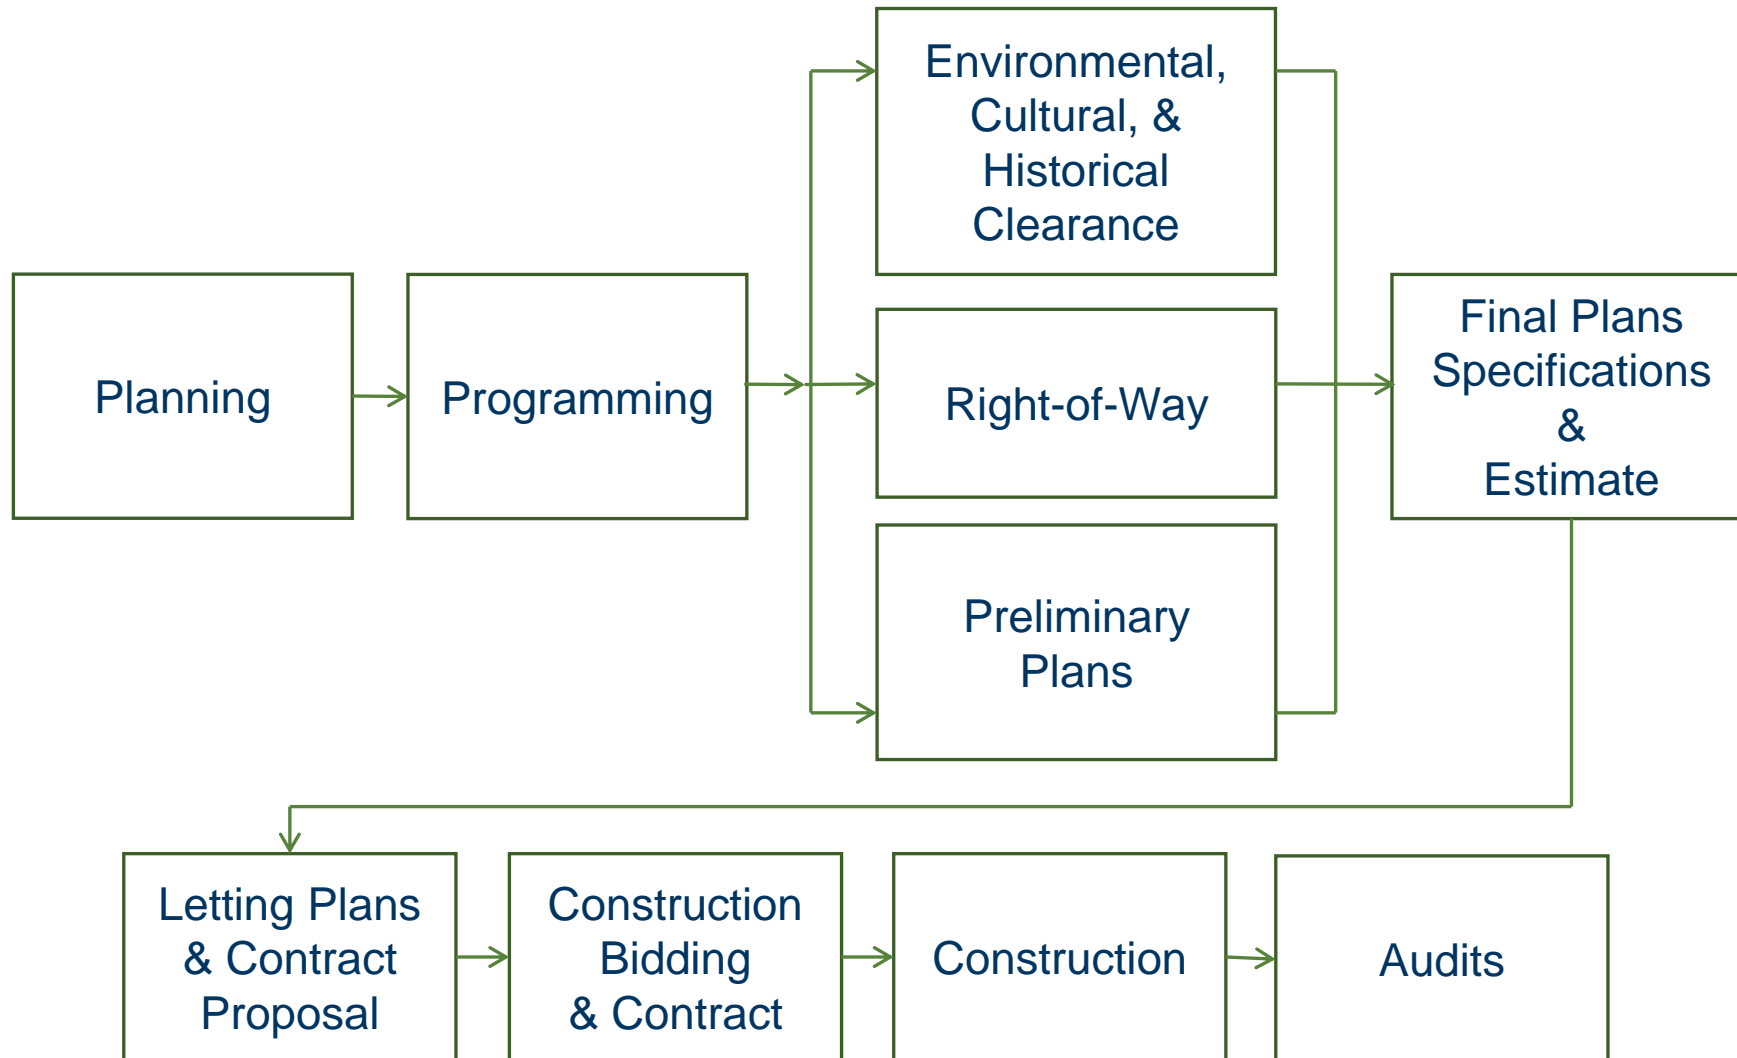 Planning
Programming
Environmental,
Cultural, &
Historical
Clearance
Right-of-Way
Preliminary
Plans
Final Plans
Specifications
&
Estimate
Letting Plans
& Contract
Proposal
Construction
Bidding
& Contract
Construction
Audits